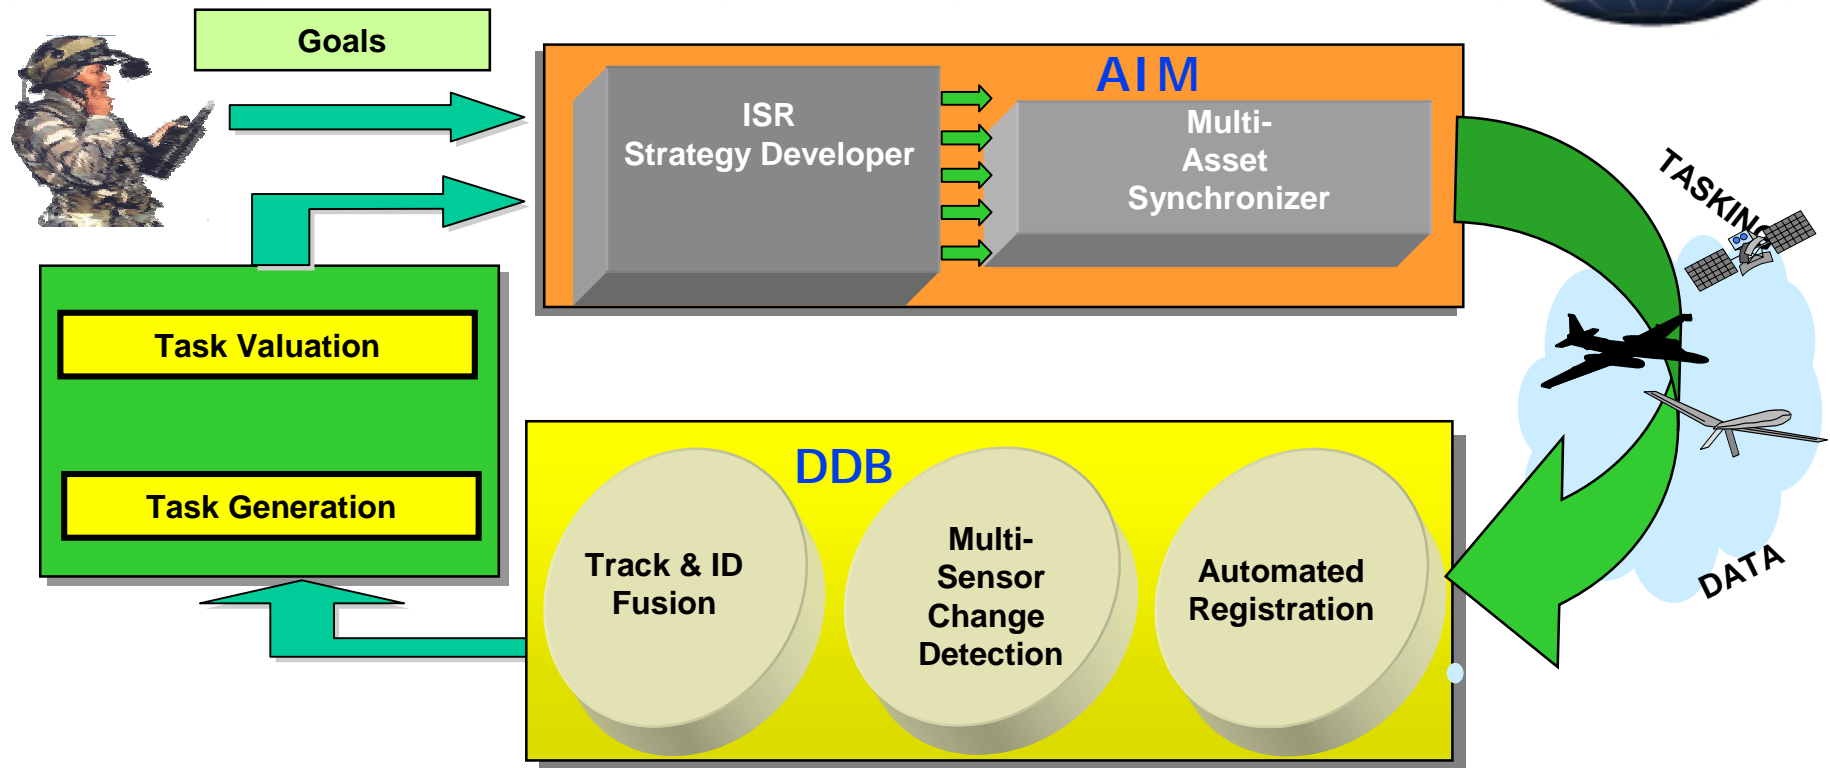 Goals
AIM
ISR
Strategy Developer
Multi-
Asset
Synchronizer
TASKING
Task Valuation
Task Generation
DDB
Track & ID
Fusion
Multi-
Sensor
Change
Detection
Automated
Registration
DATA